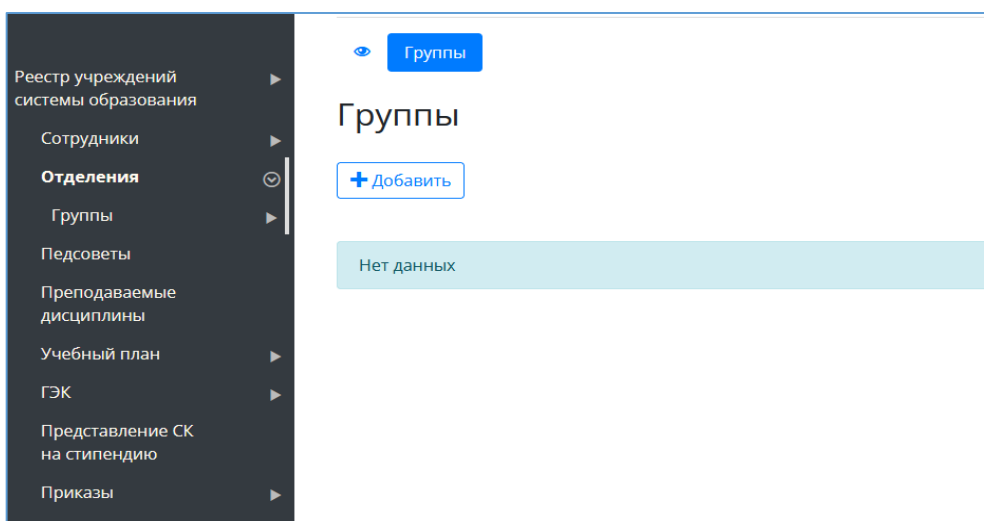 Реестр учреждений
системы образования
Сотрудники
Отделения
Группы
Педсоветы
Преподаваемые
дисциплины
Учебный план
ГЭК
Представление СК
на стипендию
Приказы
Группы
Группы
Добавить
Нет данных